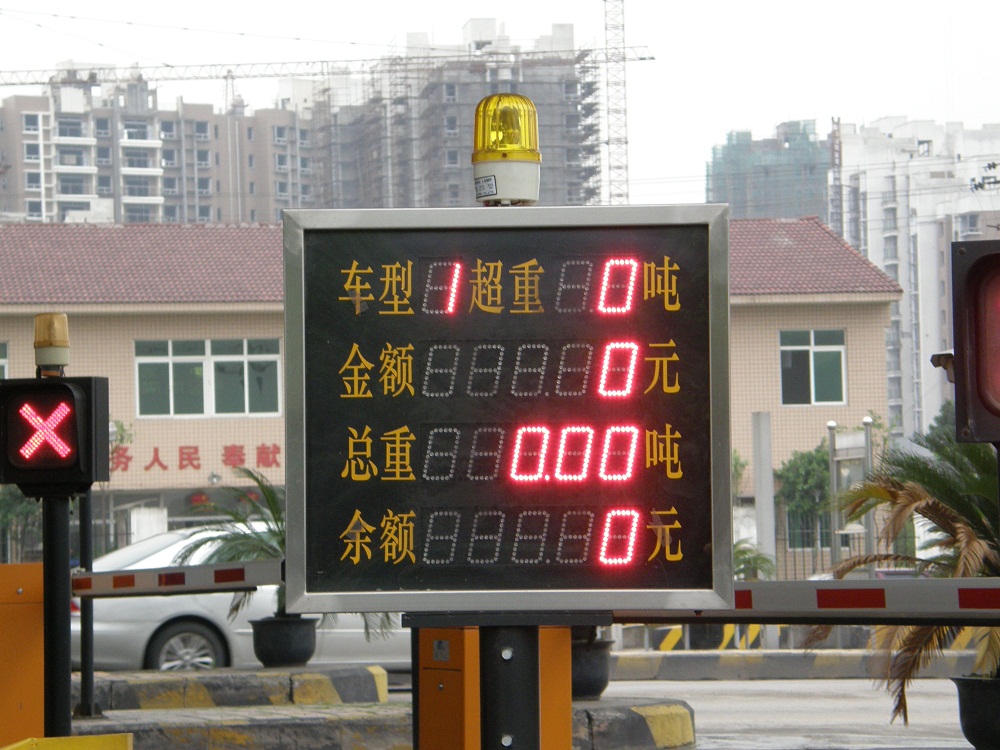 车型 1 超重 0 吨
金额 0 元
总重 0.00 吨
余额 0 元
务人民 奉献